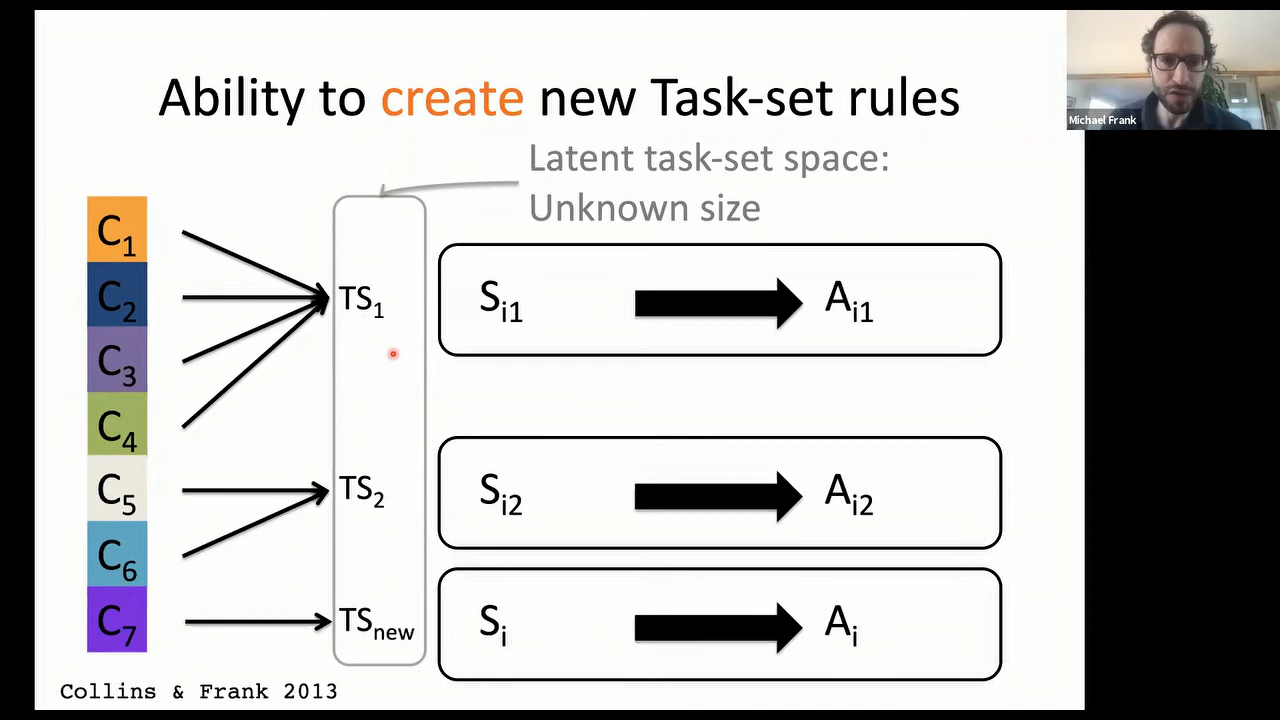 Ability to create new Task-set rules
Michael Frank
Latent task-set space:
Unknown size
C1
C2
C3
C4
C5
C6
C7
TS1
Si1
Ai1
TS2
Si2
Ai2
TSnew
Si
Ai
Collins & Frank 2013